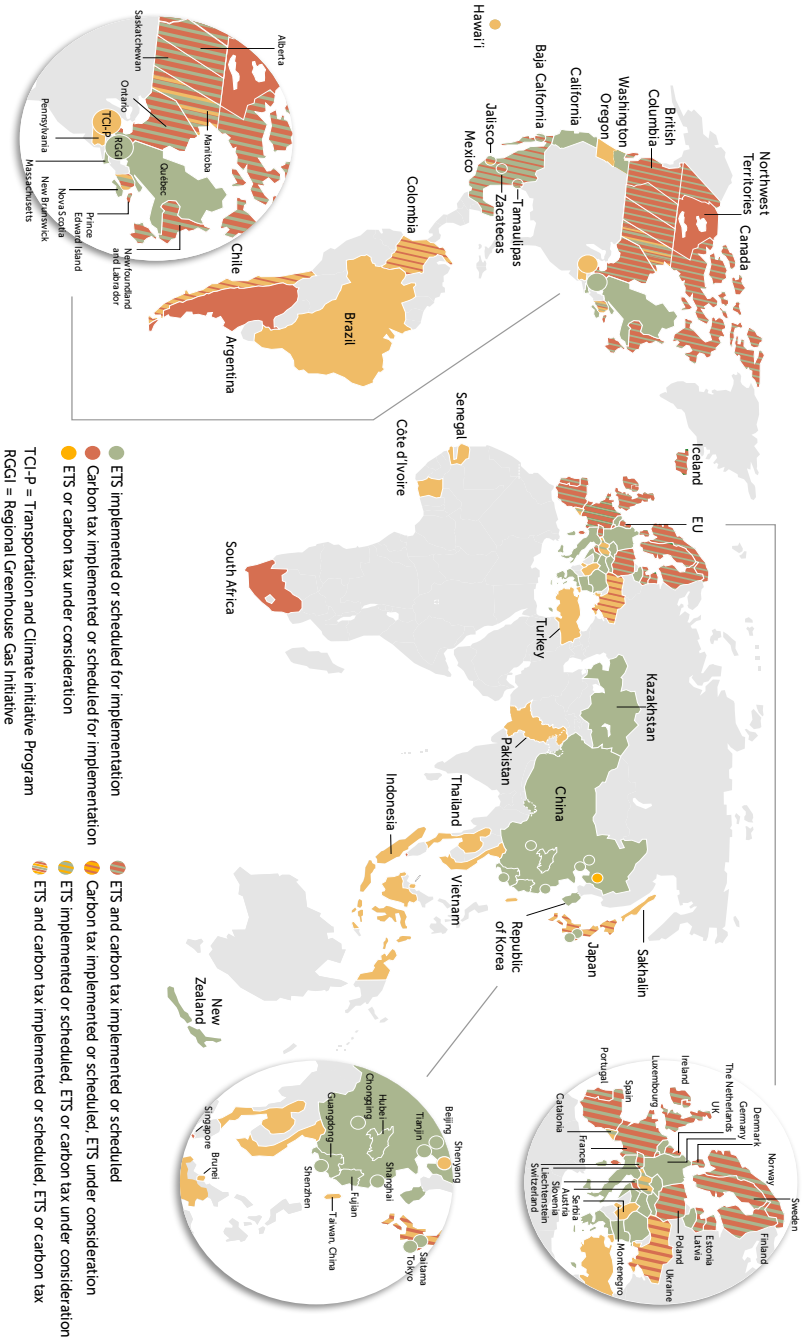 Hawai'i
Northwest
Territories
Canada
British
Columbia
Washington
Oregon
California
Baja Calfornia
Jalisco
Mexico
Zacatecas
Tamaulipas
Colombia
Brazil
Chile
Argentina
Alberta
Saskatchewan
Manitoba
Ontario
Québec
TCI-P
RGGI
Pennsylvania
Massachusetts
New Brunswick
Nova Scotia
Prince
Edward Island
Newfoundland
and Labrador
Iceland
EU
Senegal
Côte d'Ivoire
South Africa
Turkey
Kazakhstan
Pakistan
China
Thailand
Indonesia
Vietnam
Republic
of Korea
Japan
Sakhalin
New
Zealand
Sweden
Norway
Finland
Denmark
Germany
UK
The Netherlands
Ireland
Luxembourg
Spain
Portugal
Catalonia
France
Switzerland
Liechtenstein
Slovenia
Austria
Serbia
Montenegro
Ukraine
Poland
Latvia
Estonia
Beijing
Shenyang
Tianjin
Hubei
Chongqing
Guangdong
Shanghai
Fujian
Shenzhen
Taiwan, China
Saitama
Tokyo
Singapore
Brunei
ETS implemented or scheduled for implementation
Carbon tax implemented or scheduled for implementation
ETS or carbon tax under consideration
TCI-P = Transportation and Climate initiative Program
RGGI = Regional Greenhouse Gas Initiative
ETS and carbon tax implemented or scheduled
Carbon tax implemented or scheduled, ETS under consideration
ETS implemented or scheduled, ETS or carbon tax under consideration
ETS and carbon tax implemented or scheduled, ETS or carbon tax